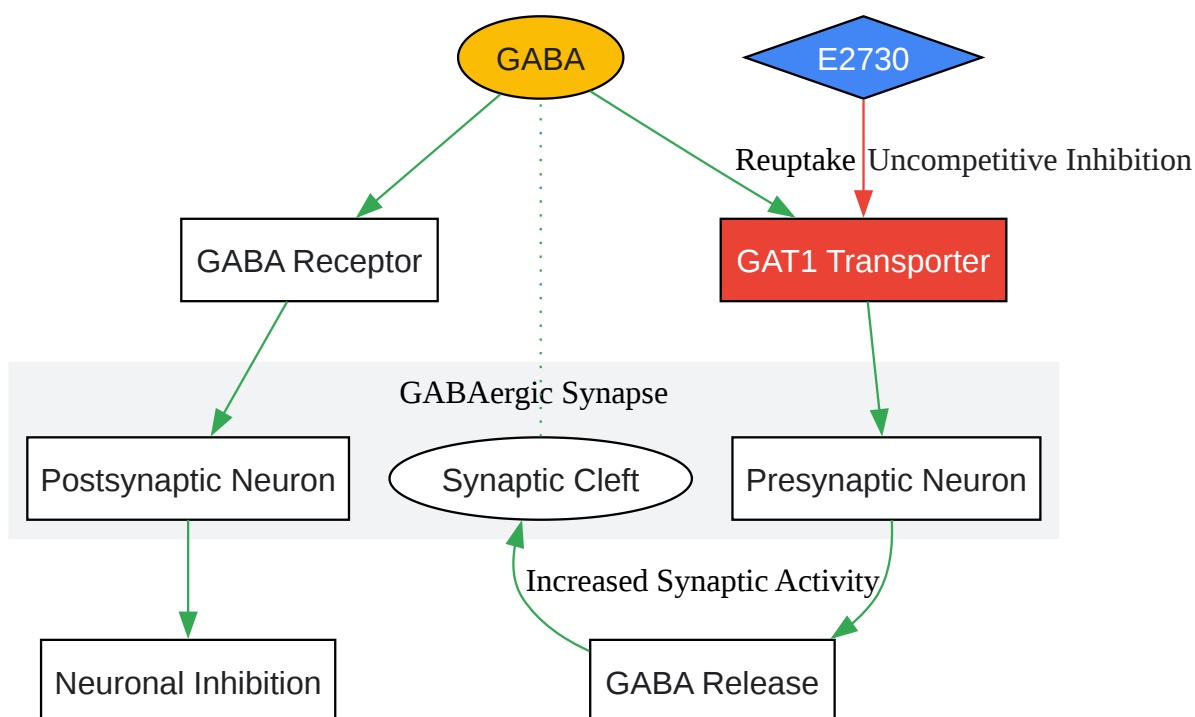 GABA
E2730
Reuptake
Uncompetitive Inhibition
GABA Receptor
GAT1 Transporter
GABAergic Synapse
Postsynaptic Neuron
Synaptic Cleft
Presynaptic Neuron
Increased Synaptic Activity
Neuronal Inhibition
GABA Release